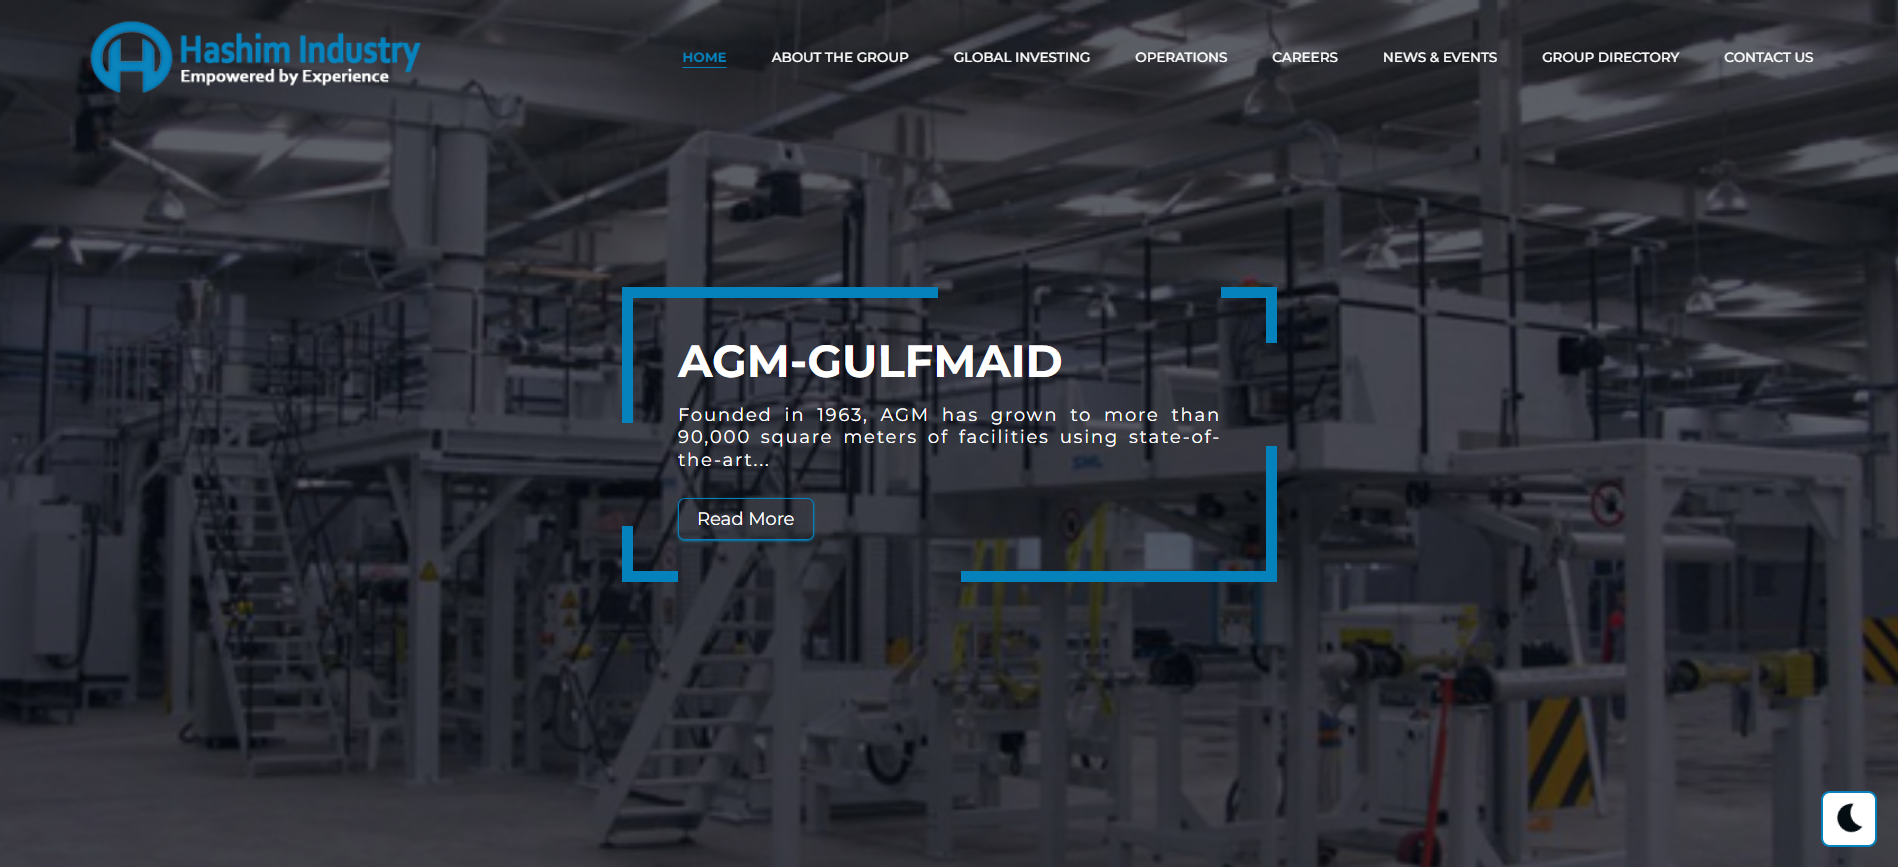 Hashim Industry
Empowered by Experience
HOME
ABOUT THE GROUP
GLOBAL INVESTING
OPERATIONS
CAREERS
NEWS & EVENTS
GROUP DIRECTORY
CONTACT US
AGM-GULFMAID
Founded in 1963, AGM has grown to more than
90,000 square meters of facilities using state-of-
the-art...
Read More